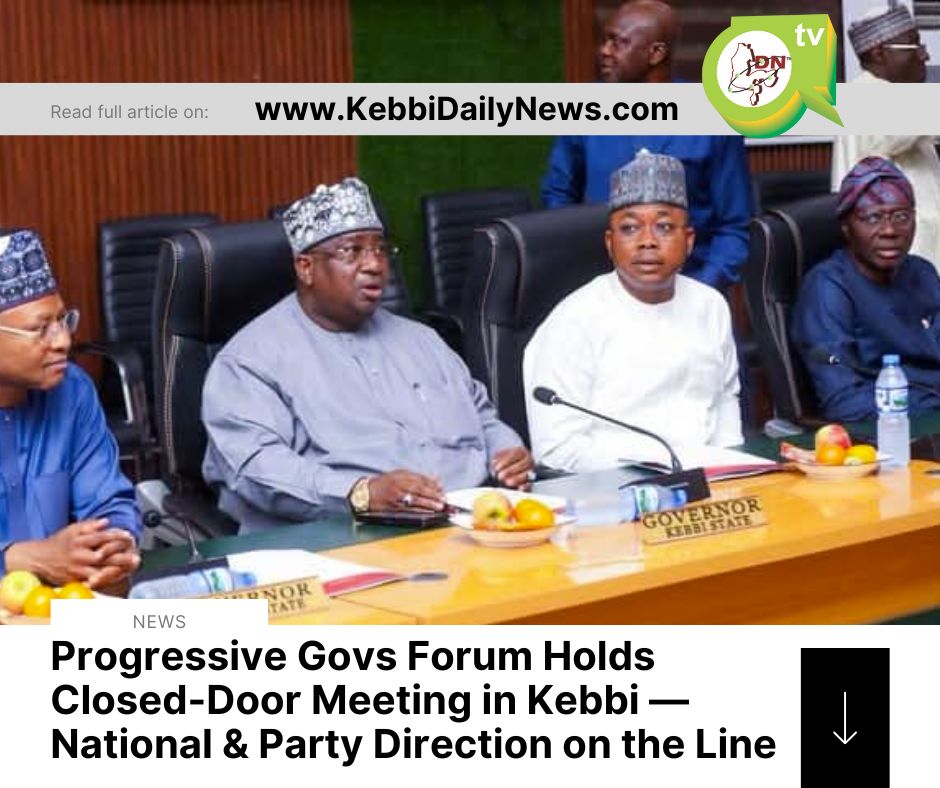 tv
DN
Read full article on: www.KebbiDailyNews.com
GOVERNOR
KEBBI STATE
NEWS
Progressive Govs Forum Holds
Closed-Door Meeting in Kebbi —
National & Party Direction on the Line